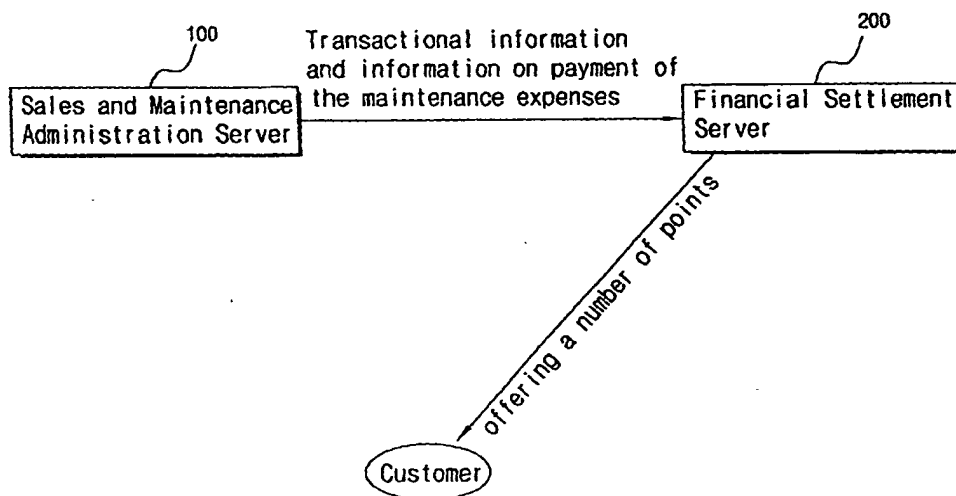 100
Sales and Maintenance
Administration Server
Transactional information
and information on payment of
the maintenance expenses
200
Financial Settlement
Server
offering a number of points
Customer